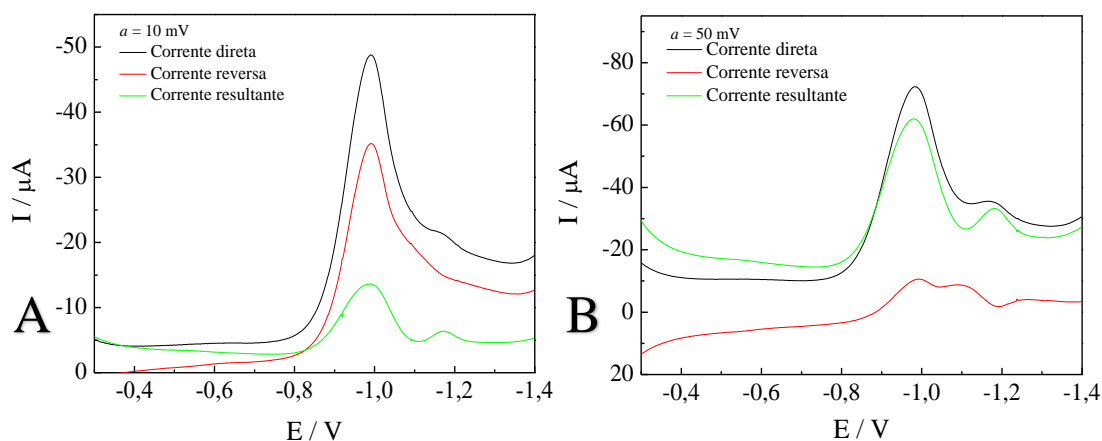 a = 10 mV
Corrente direta
Corrente reversa
Corrente resultante
-50
-40
-30
-20
-10
0
I / μA
A
-0,4
-0,6
-0,8
-1,0
-1,2
-1,4
E / V
a = 50 mV
Corrente direta
Corrente reversa
Corrente resultante
-80
-60
-40
-20
0
20
I / μA
B
-0,4
-0,6
-0,8
-1,0
-1,2
-1,4
E / V